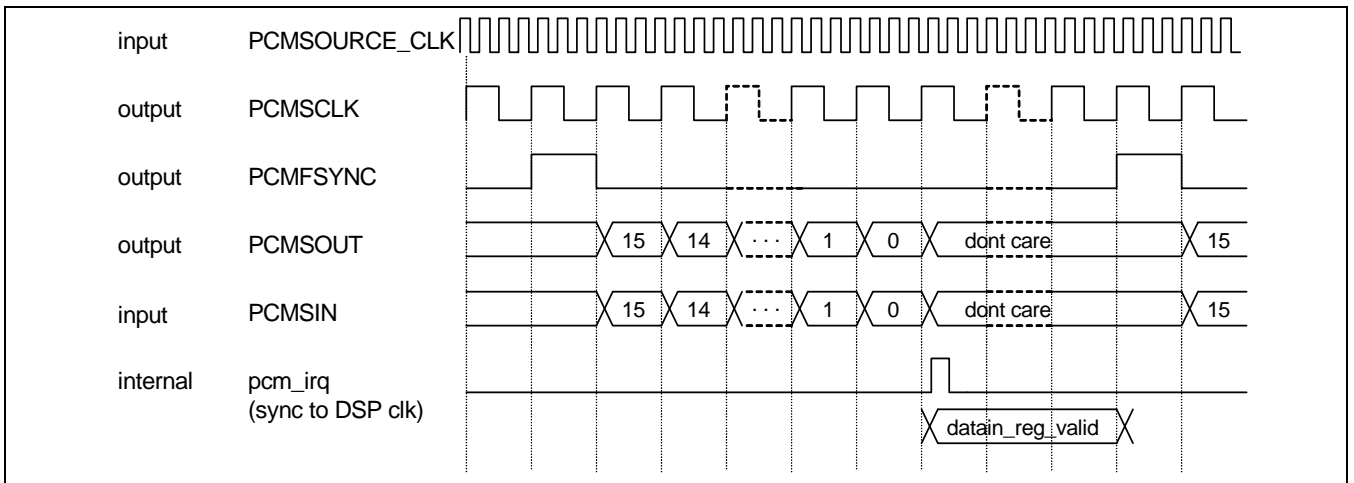 input PCMSOURCE_CLK
output PCMSCLK
output PCMFSYNC
output PCMSOUT 15 14 · · · 1 0 dont care 15
input PCMSIN 15 14 · · · 1 0 dont care 15
internal pcm_irq
(sync to DSP clk)
datain_reg_valid